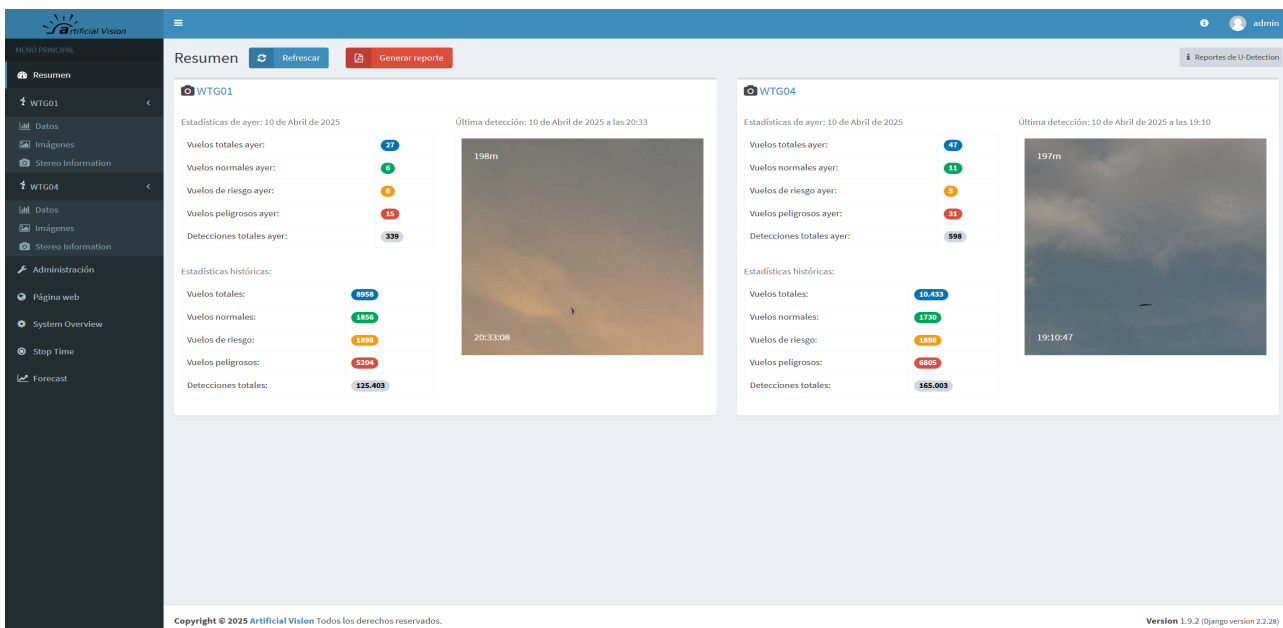 artificial Vision
admin
MENÚ PRINCIPAL
Resumen
WTG01
Datos
Imágenes
Stereo Information
WTG04
Datos
Imágenes
Stereo Information
Administración
Página web
System Overview
Stop Time
Forecast
Resumen Refrescar Generar reporte Reportes de U-Detection
WTG01
Estadísticas de ayer: 10 de Abril de 2025
Vuelos totales ayer: 27
Vuelos normales ayer: 6
Vuelos de riesgo ayer: 6
Vuelos peligrosos ayer: 15
Detecciones totales ayer: 339
Estadísticas históricas:
Vuelos totales: 8958
Vuelos normales: 1856
Vuelos de riesgo: 1898
Vuelos peligrosos: 5204
Detecciones totales: 125.403
Última detección: 10 de Abril de 2025 a las 20:33
198m
20:33:08
WTG04
Estadísticas de ayer: 10 de Abril de 2025
Vuelos totales ayer: 47
Vuelos normales ayer: 11
Vuelos de riesgo ayer: 5
Vuelos peligrosos ayer: 31
Detecciones totales ayer: 598
Estadísticas históricas:
Vuelos totales: 10.433
Vuelos normales: 1730
Vuelos de riesgo: 1898
Vuelos peligrosos: 6805
Detecciones totales: 165.003
Última detección: 10 de Abril de 2025 a las 19:10
197m
19:10:47
Copyright © 2025 Artificial Vision Todos los derechos reservados.
Version 1.9.2 (Django version 2.2.28)